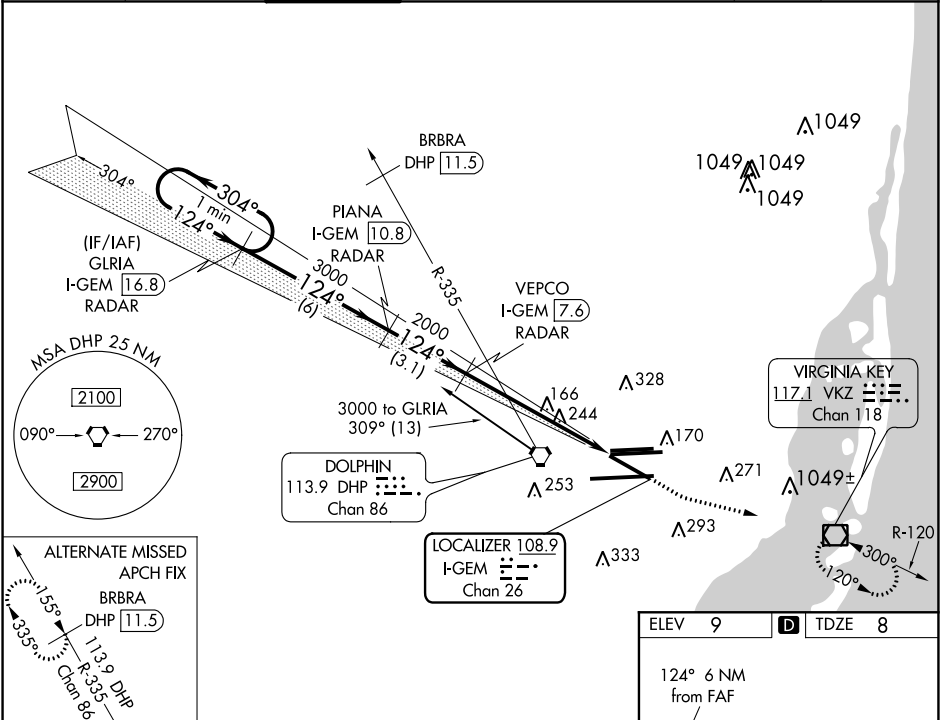 1049
1049 1049
1049
BRBRA
DHP 11.5
304°
304°
1 min
124°
PIANA
I-GEM 10.8
RADAR
(IF/IAF)
GLRIA
I-GEM 16.8
RADAR
3000
124°
(6)
R-335
VEPCO
I-GEM 7.6
RADAR
2000
124°
(3.1)
MSA DHP 25 NM
2100
090° 270°
2900
3000 to GLRIA
309° (13)
166
244
328
170
271
253
293
333
1049±
VIRGINIA KEY
117.1 VKZ
Chan 118
DOLPHIN
113.9 DHP
Chan 86
LOCALIZER 108.9
I-GEM
Chan 26
R-120
300°
120°
ALTERNATE MISSED
APCH FIX
BRBRA
DHP 11.5
155°
335°
113.9 DHP
R-335
Chan 86
ELEV 9 D TDZE 8
124° 6 NM
from FAF